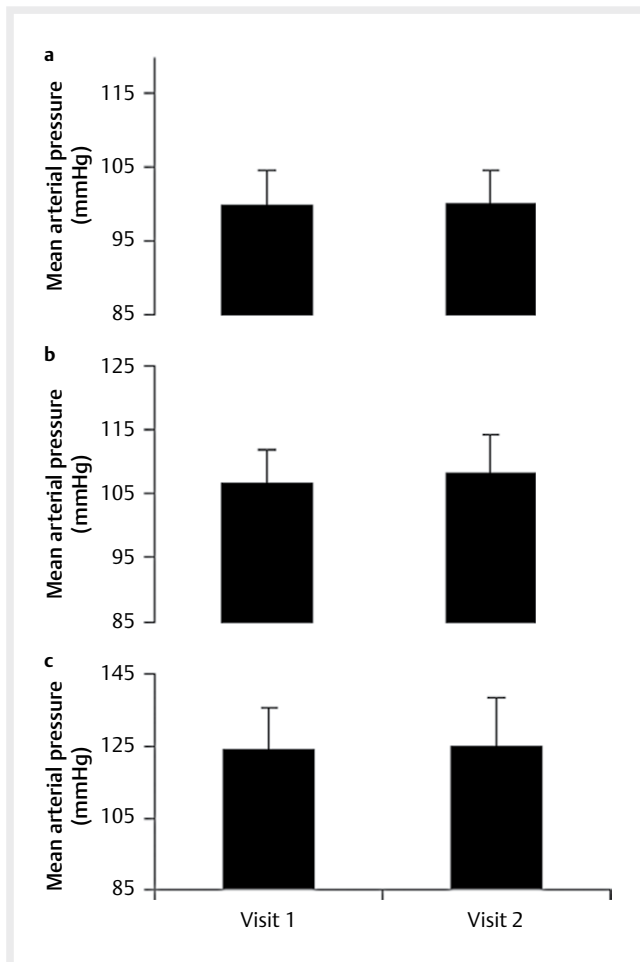 a
Mean arterial pressure
(mmHg)
115
105
95
85
b
Mean arterial pressure
(mmHg)
125
115
105
95
85
c
Mean arterial pressure
(mmHg)
145
125
105
85
Visit 1
Visit 2